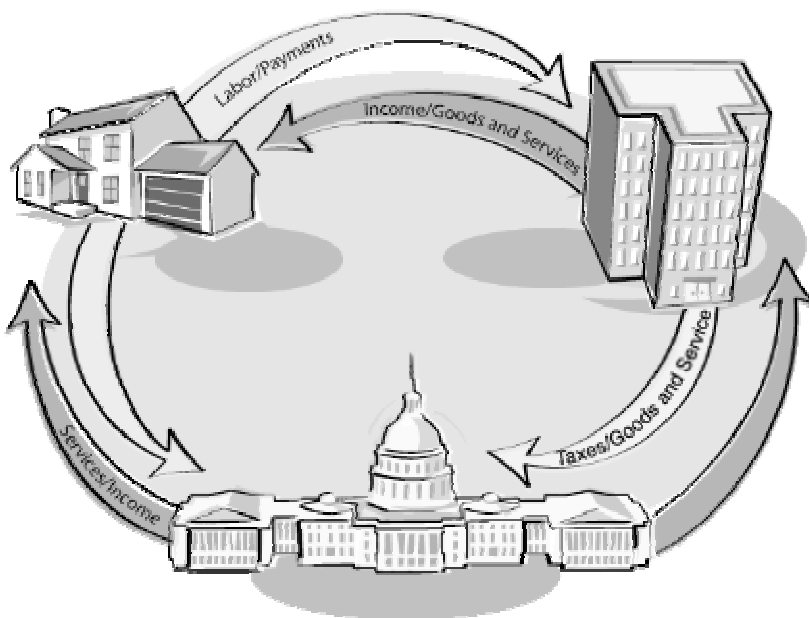 Labor/Payments
Income/Goods and Services
Taxes/Goods and Service
Services/Income